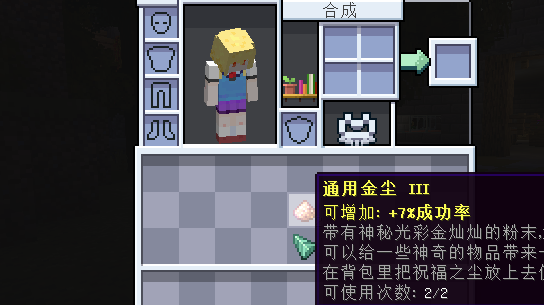 合成
通用金尘 III
可增加: +7%成功率
带有神秘光彩金灿灿的粉末,
可以给一些神奇的物品带来一
在背包里把祝福之尘放上去使
可使用次数: 2/2